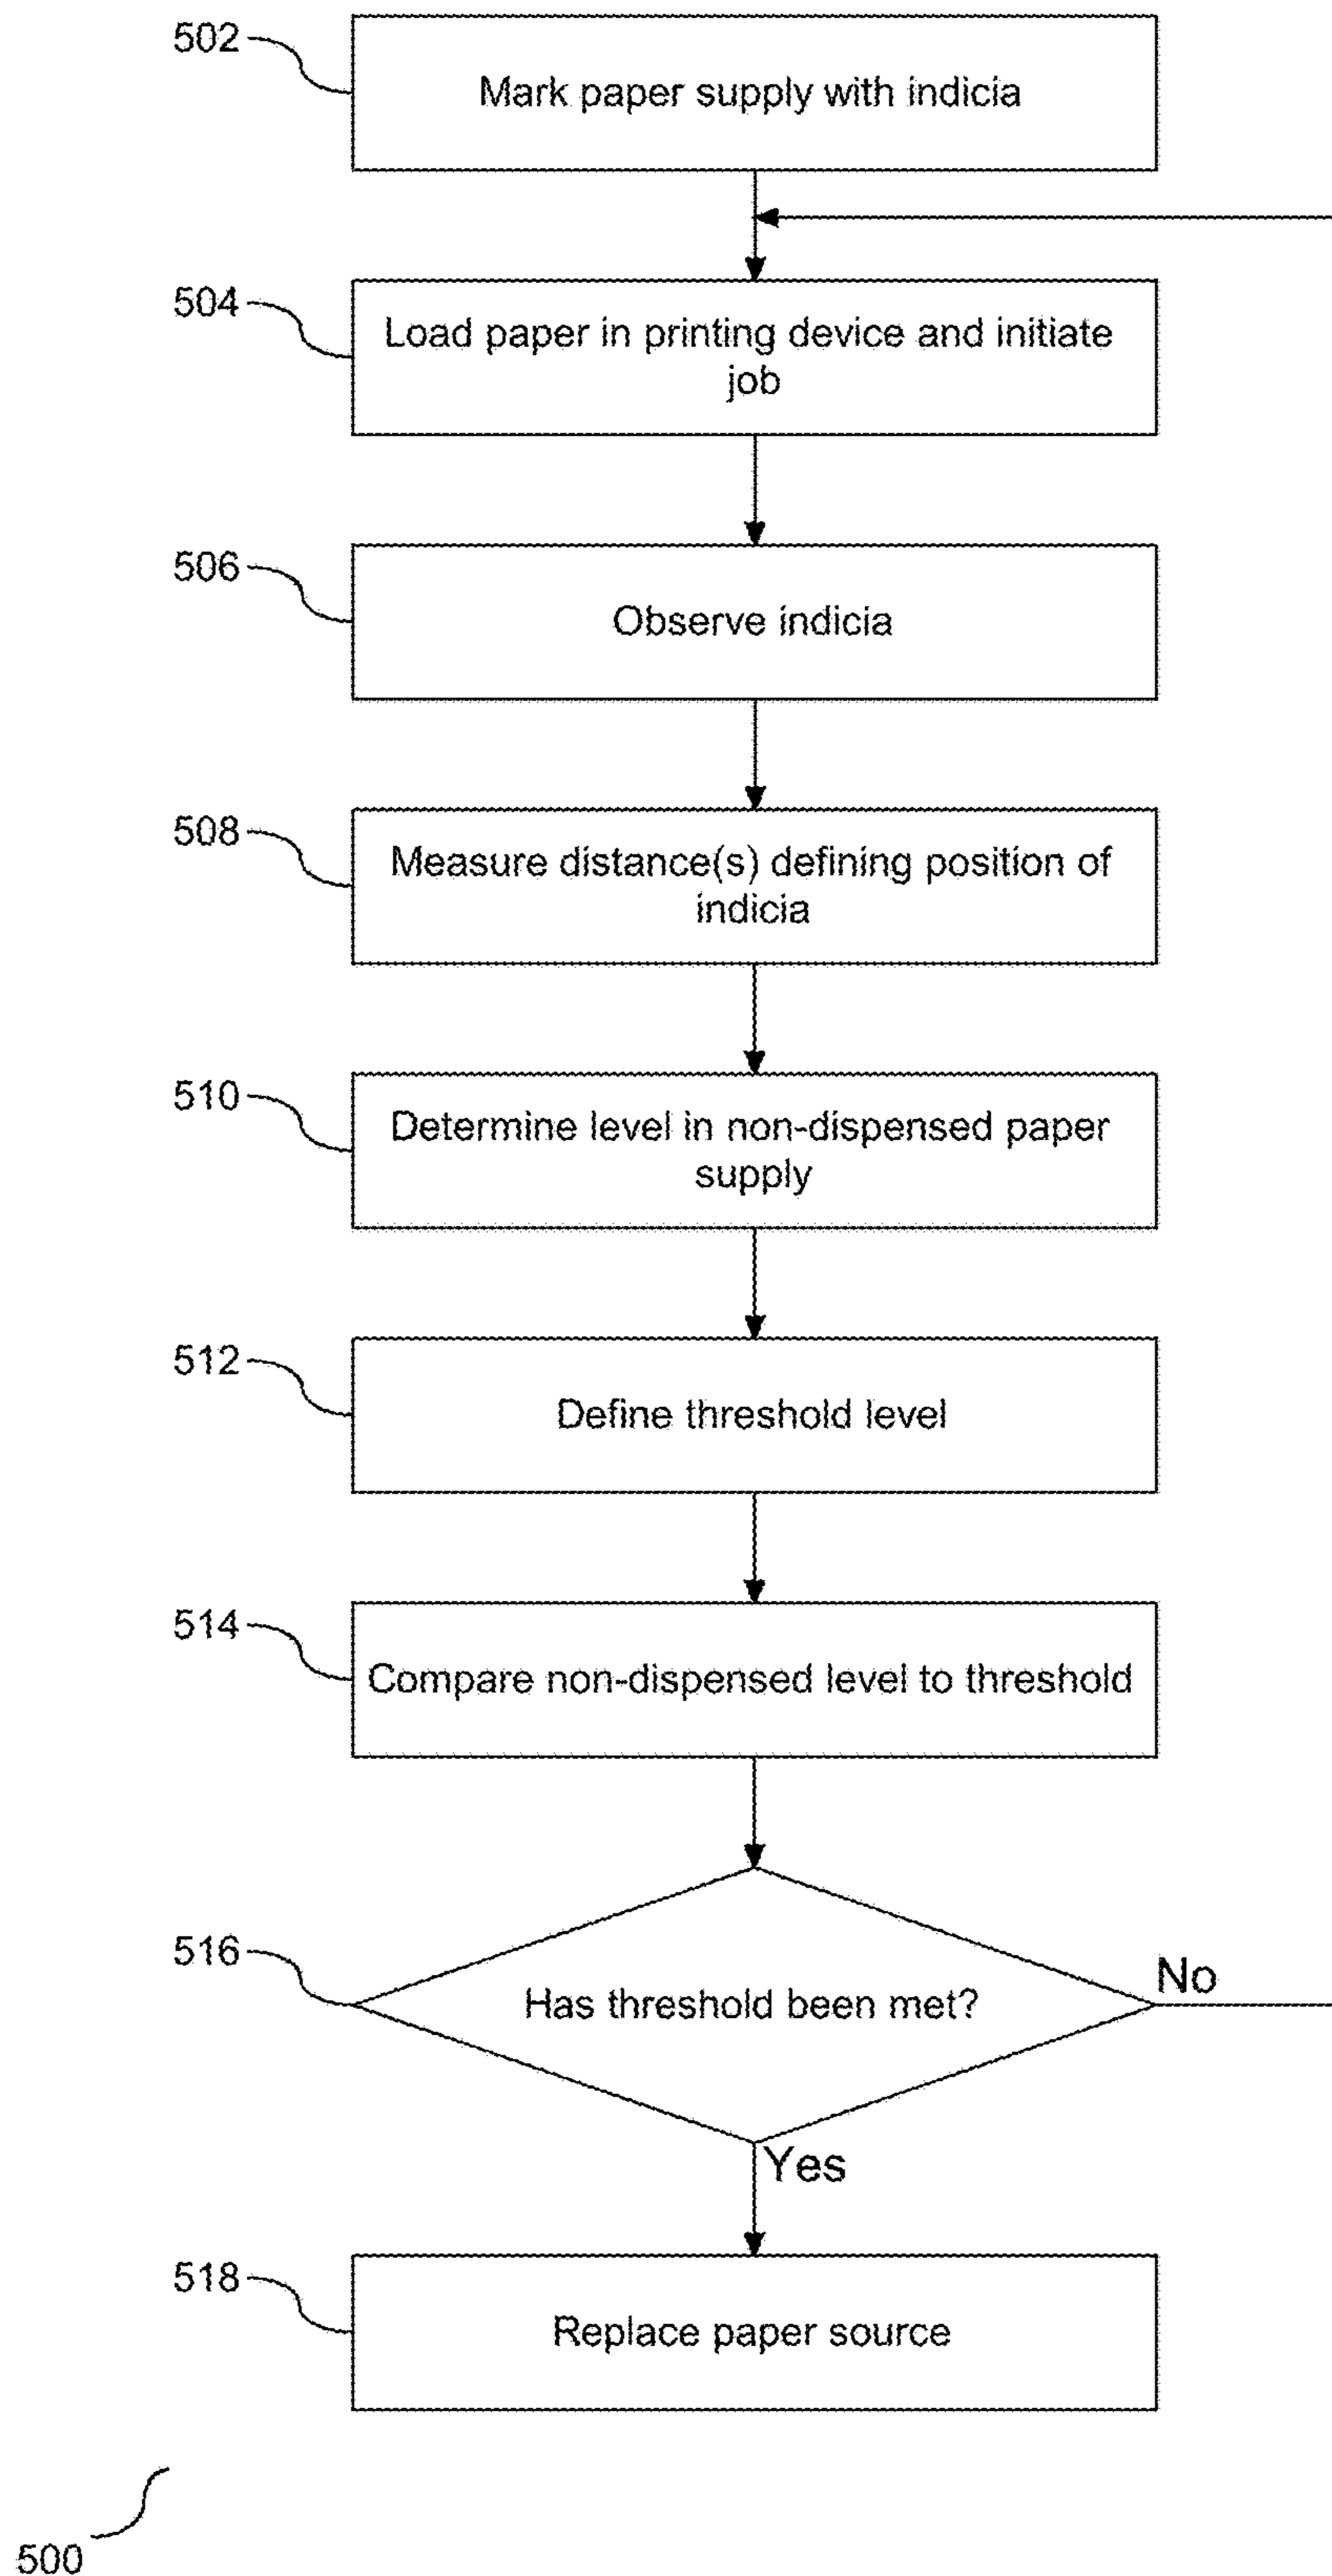 502
Mark paper supply with indicia
504
Load paper in printing device and initiate
job
506
Observe indicia
508
Measure distance(s) defining position of
indicia
510
Determine level in non-dispensed paper
supply
512
Define threshold level
514
Compare non-dispensed level to threshold
516
Has threshold been met?
No
Yes
518
Replace paper source
500